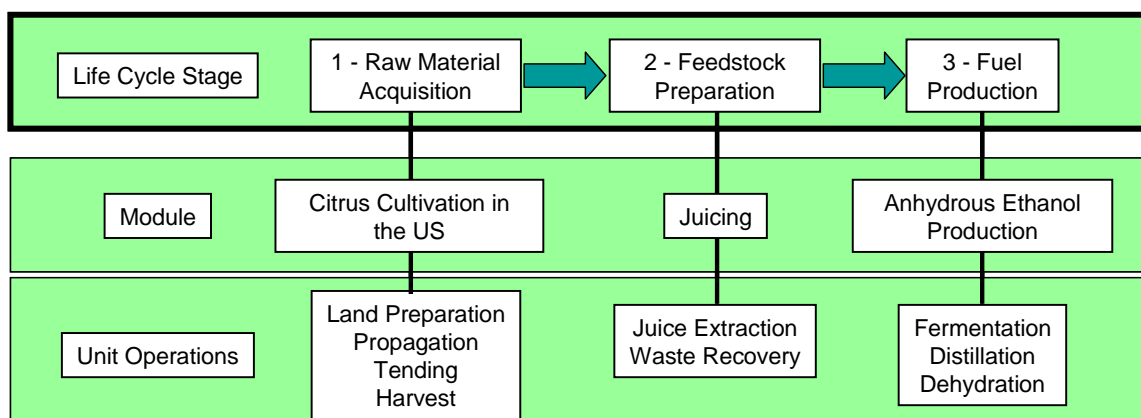 Life Cycle Stage
1 - Raw Material
Acquisition
2 - Feedstock
Preparation
3 - Fuel
Production
Module
Citrus Cultivation in
the US
Juicing
Anhydrous Ethanol
Production
Unit Operations
Land Preparation
Propagation
Tending
Harvest
Juice Extraction
Waste Recovery
Fermentation
Distillation
Dehydration